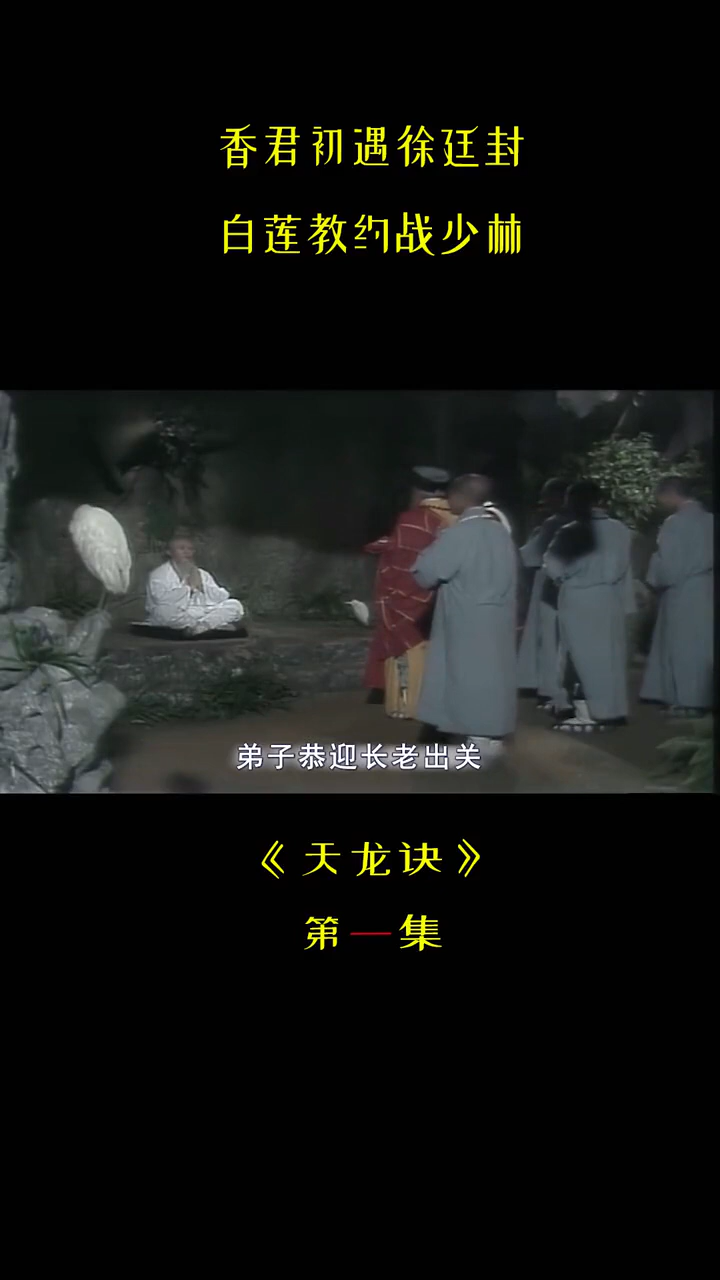 香君初遇徐廷封
白莲教约战少林
弟子恭迎长老出关
《天龙诀》
第一集